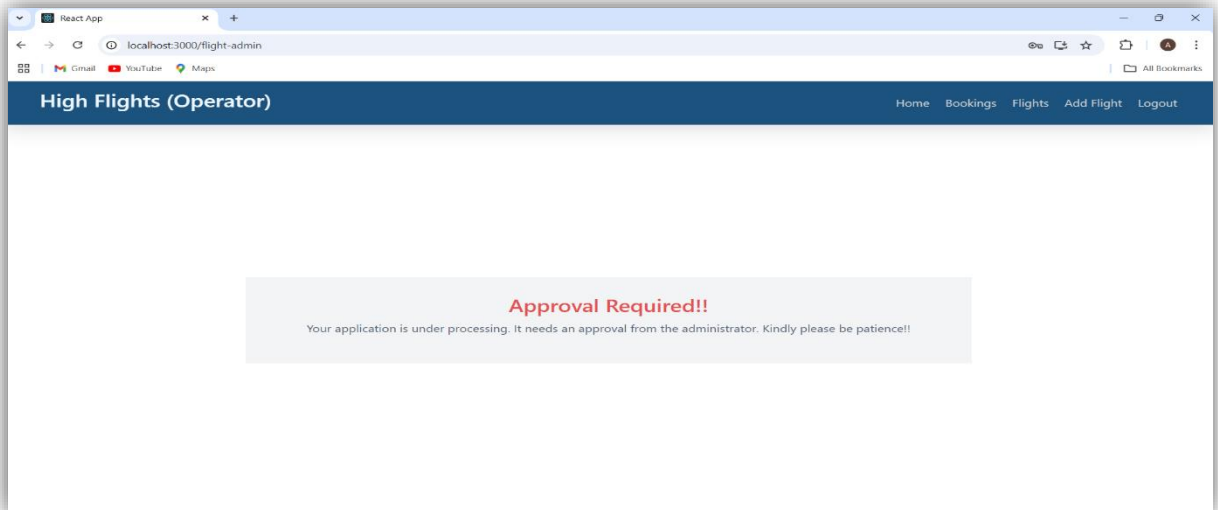 React App
localhost:3000/flight-admin
Gmail YouTube Maps All Bookmarks
High Flights (Operator) Home Bookings Flights Add Flight Logout
Approval Required!!
Your application is under processing. It needs an approval from the administrator. Kindly please be patience!!